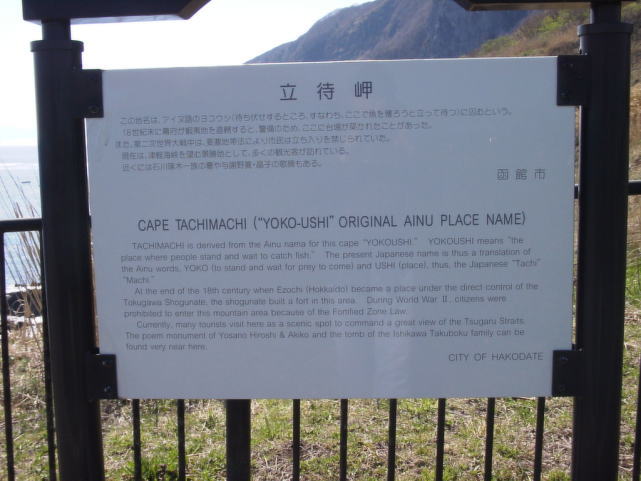 立待岬
この地名は、アイヌ語のヨコウシ(待ち伏せするところ、すなわち、ここで魚を獲ろうと立って待つ)に因むという。
18世紀末に幕府が蝦夷地を直轄すると、警備のため、ここに台場が築かれたことがあった。
また、第二次世界大戦中は、要塞地帯法により市民は立ち入りを禁じられていた。
現在は、津軽海峡を望む景勝地として、多くの観光客が訪れている。
近くには石川啄木一族の墓や与謝野寛・晶子の歌碑もある。
函館市
CAPE TACHIMACHI ("YOKO-USHI" ORIGINAL AINU PLACE NAME)
TACHIMACHI is derived from the Ainu nama for this cape "YOKOUSHI." YOKOUSHI means "the
place where people stand and wait to catch fish." The present Japanese name is thus a translation of
the Ainu words, YOKO (to stand and wait for prey to come) and USHI (place), thus, the Japanese "Tachi"
"Machi."
At the end of the 18th century when Ezochi (Hokkaido) became a place under the direct control of the
Tokugawa Shogunate, the shogunate built a fort in this area. During World War II, citizens were
prohibited to enter this mountain area because of the Fortified Zone Law.
Currently, many tourists visit here as a scenic spot to command a great view of the Tsugaru Straits.
The poem monument of Yosano Hiroshi & Akiko and the tomb of the Ishikawa Takuboku family can be
found very near here.
CITY OF HAKODATE